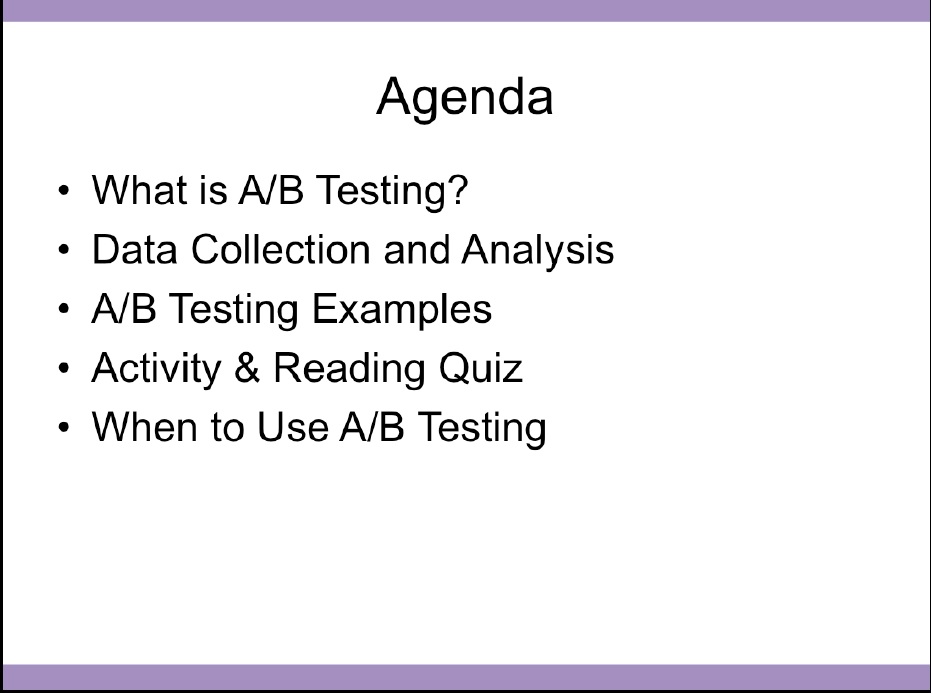 Agenda
• What is A/B Testing?
• Data Collection and Analysis
• A/B Testing Examples
• Activity & Reading Quiz
• When to Use A/B Testing